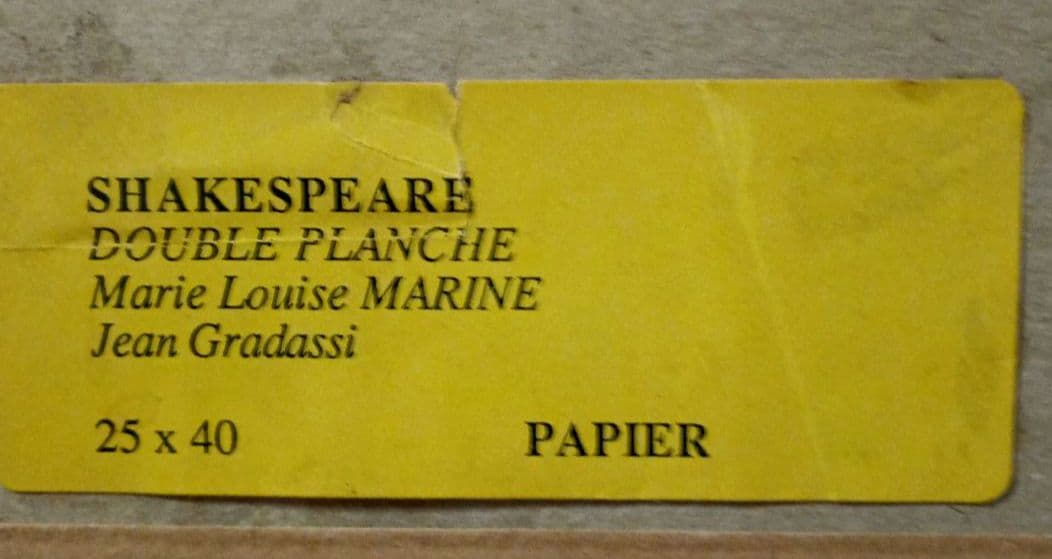 SHAKESPEARE
DOUBLE PLANCHE
Marie Louise MARINE
Jean Gradassi
25 x 40 PAPIER